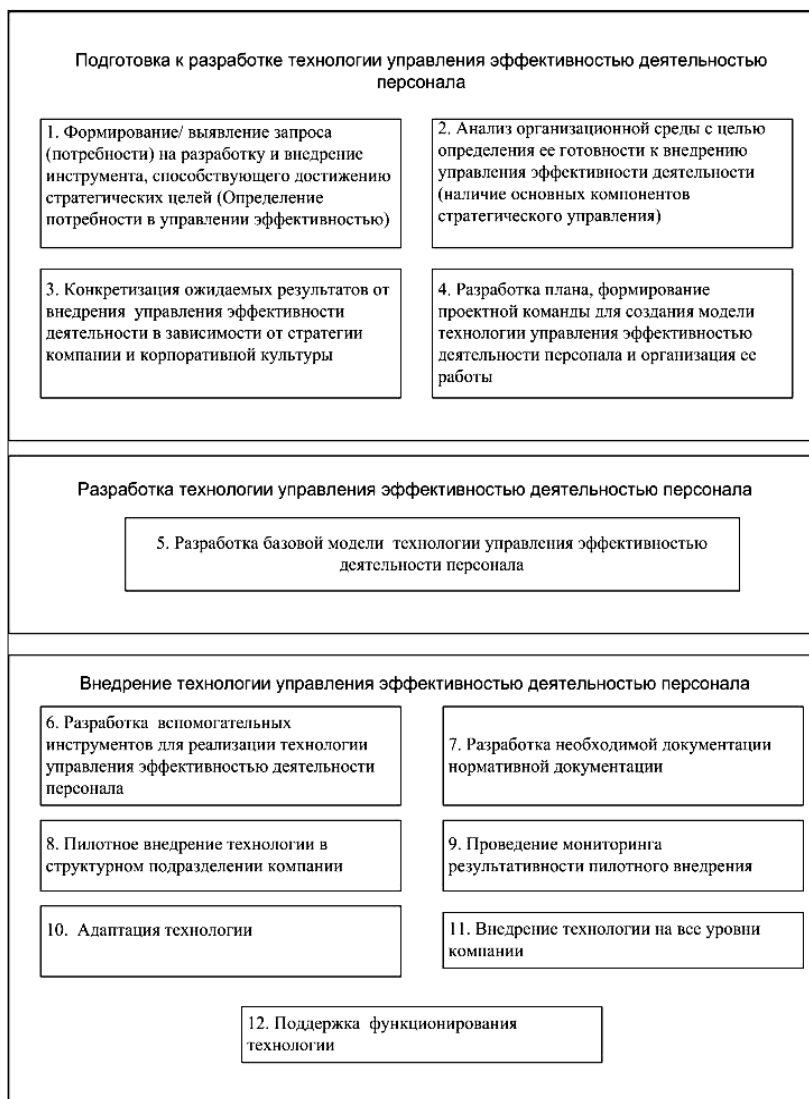 Подготовка к разработке технологии управления эффективностью деятельностью
персонала
1. Формирование/ выявление запроса
(потребности) на разработку и внедрение
инструмента, способствующего достижению
стратегических целей (Определение
потребности в управлении эффективностью)
2. Анализ организационной среды с целью
определения ее готовности к внедрению
управления эффективности деятельности
(наличие основных компонентов
стратегического управления)
3. Конкретизация ожидаемых результатов от
внедрения управления эффективности
деятельности в зависимости от стратегии
компании и корпоративной культуры
4. Разработка плана, формирование
проектной команды для создания модели
технологии управления эффективностью
деятельности персонала и организация ее
работы
Разработка технологии управления эффективностью деятельностью персонала
5. Разработка базовой модели технологии управления эффективностью
деятельности персонала
Внедрение технологии управления эффективностью деятельностью персонала
6. Разработка вспомогательных
инструментов для реализации технологии
управления эффективностью деятельности
персонала
7. Разработка необходимой документации
нормативной документации
8. Пилотное внедрение технологии в
структурном подразделении компании
9. Проведение мониторинга
результативности пилотного внедрения
10. Адаптация технологии
11. Внедрение технологии на все уровни
компании
12. Поддержка функционирования
технологии